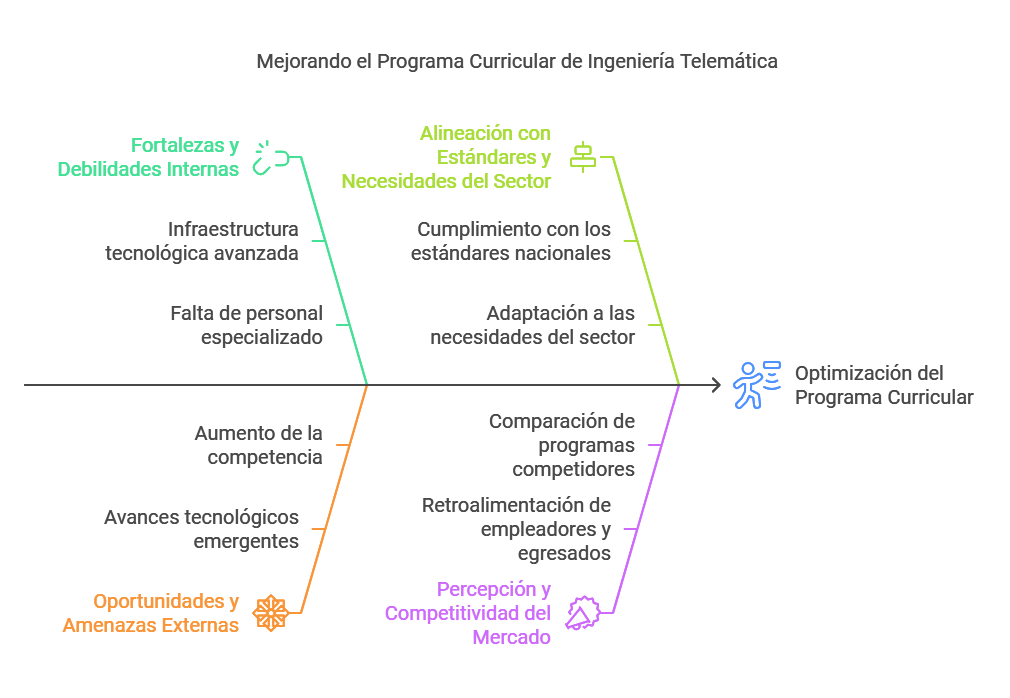 Mejorando el Programa Curricular de Ingeniería Telemática
Fortalezas y
Debilidades Internas
Infraestructura
tecnológica avanzada
Falta de personal
especializado
Alineación con
Estándares y
Necesidades del Sector
Cumplimiento con los
estándares nacionales
Adaptación a las
necesidades del sector
Optimización del
Programa Curricular
Aumento de la
competencia
Avances tecnológicos
emergentes
Oportunidades y
Amenazas Externas
Comparación de
programas
competidores
Retroalimentación de
empleadores y
egresados
Percepción y
Competitividad del
Mercado